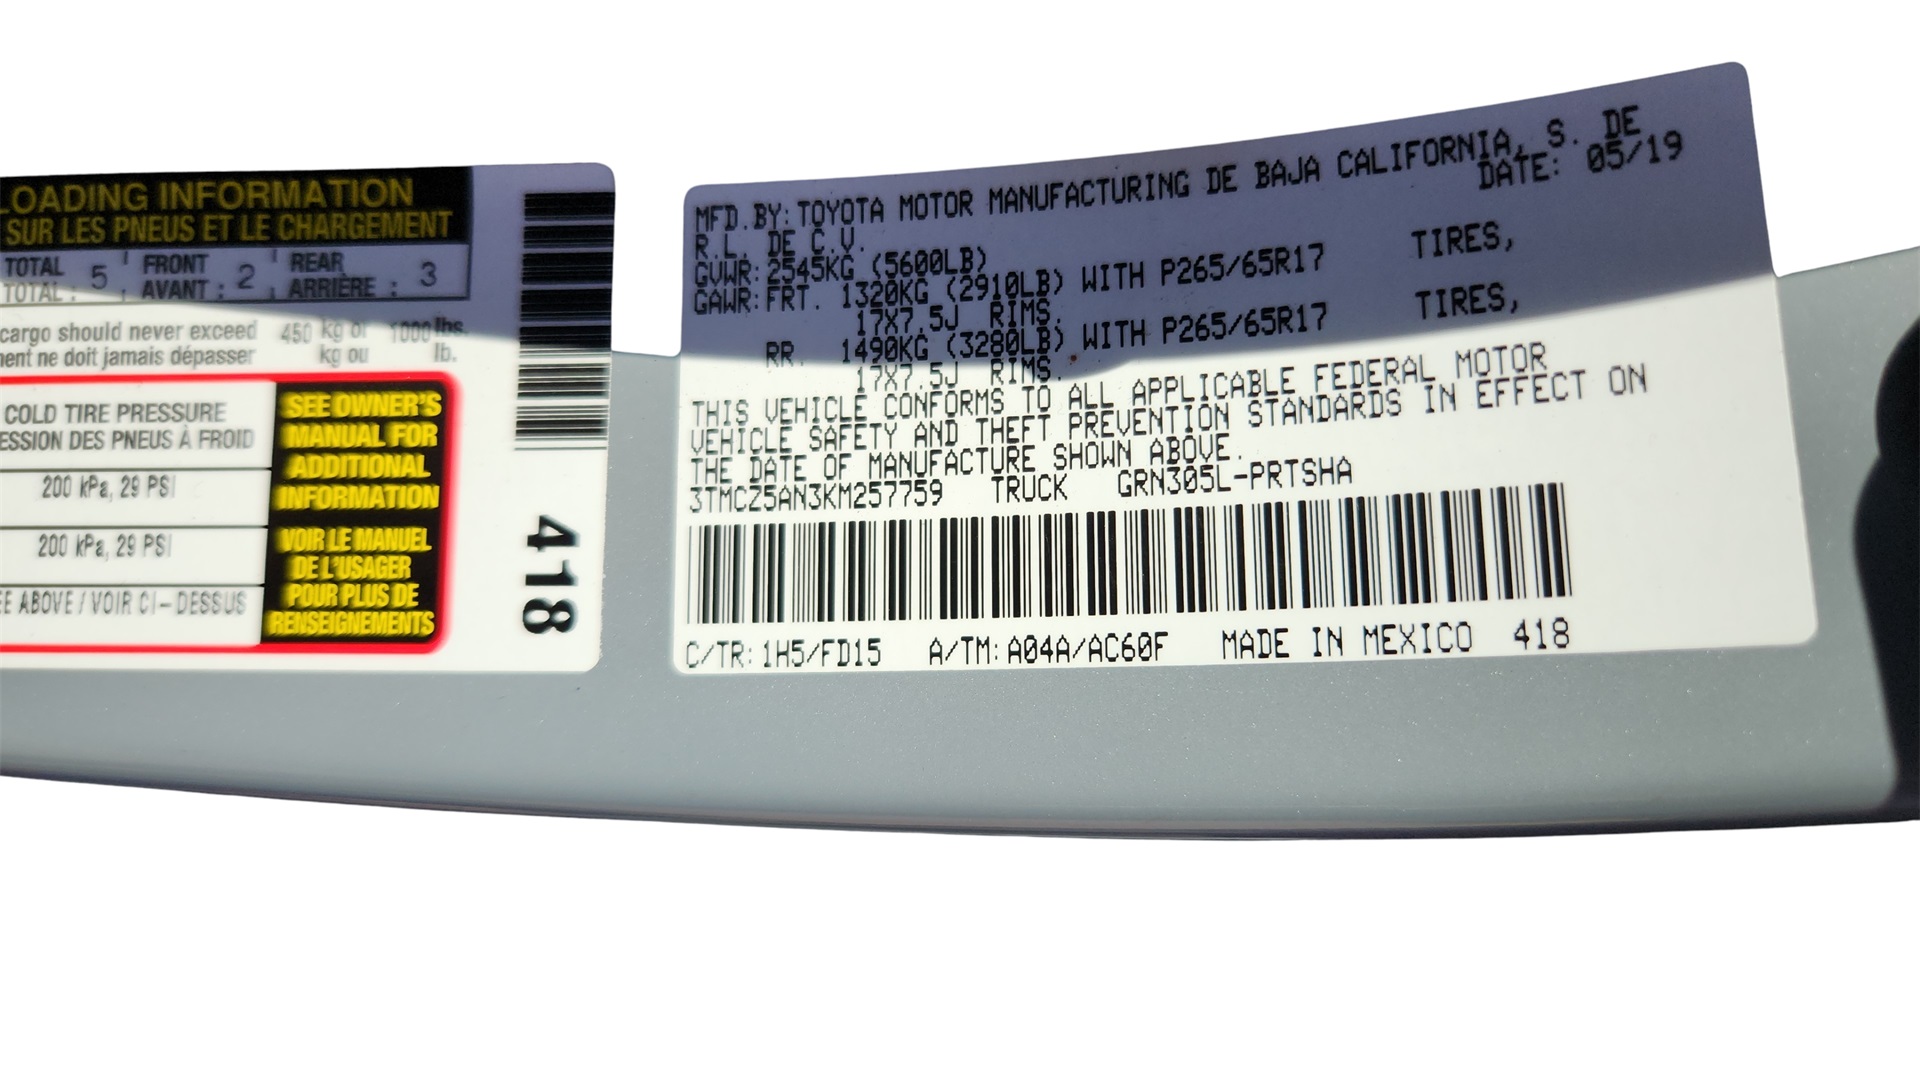 LOADING INFORMATION
SUR LES PNEUS ET LE CHARGEMENT
TOTAL 5 FRONT 2 REAR 3
TOTAL : AVANT : ARRIÈRE :
cargo should never exceed 450 kg or 1000 lbs.
ne doit jamais dépasser kg ou lb.
COLD TIRE PRESSURE
DES PNEUS À FROID
200 kPa, 29 PSI
200 kPa, 29 PSI
ABOVE / VOIR CI-DESSUS
SEE OWNER'S
MANUAL FOR
ADDITIONAL
INFORMATION
VOIR LE MANUEL
DE L'USAGER
POUR PLUS DE
RENSEIGNEMENTS
418
MFD.BY: TOYOTA MOTOR MANUFACTURING DE BAJA CALIFORNIA, S. DE
R.L. DE C.V. DATE: 05/19
GVWR: 2545KG (5600LB)
GAWR: FRT. 1320KG (2910LB) WITH P265/65R17 TIRES,
17X7.5J RIMS.
RR. 1490KG (3280LB) WITH P265/65R17 TIRES,
17X7.5J RIMS.
THIS VEHICLE CONFORMS TO ALL APPLICABLE FEDERAL MOTOR
VEHICLE SAFETY AND THEFT PREVENTION STANDARDS IN EFFECT ON
THE DATE OF MANUFACTURE SHOWN ABOVE.
3TMCZ5AN3KM257759 TRUCK GRN305L-PRTSHA
C/TR: 1H5/FD15 A/TM: A04A/AC60F MADE IN MEXICO 418